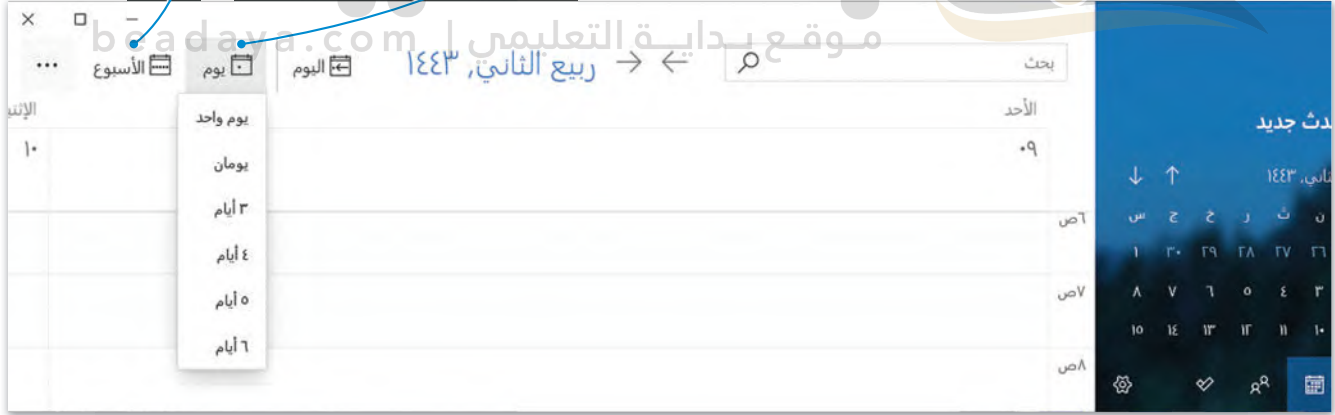 beadaya.com | موقع بداية التعليمي
بحث
ربيع الثاني, ١٤٤٣
اليوم
يوم
الأسبوع
...
يوم واحد
يومان
٣ أيام
٤ أيام
٥ أيام
٦ أيام
الأحد
٠٩
١٠
٦ص
٧ص
٨ص
دث جديد
ثاني, ١٤٤٣
ن ث ر خ ج س
٢٦ ٢٧ ٢٨ ٢٩ ٣٠ ١
٣ ٤ ٥ ٦ ٧ ٨
١٠ ١١ ١٢ ١٣ ١٤ ١٥